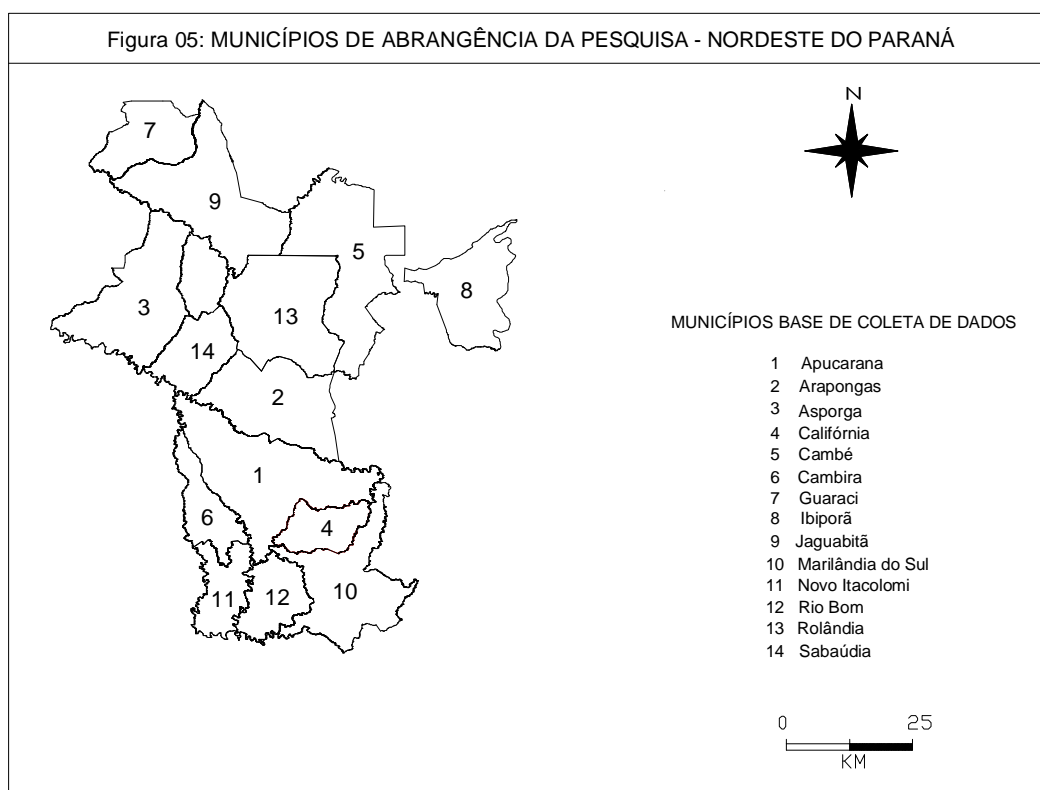 Figura 05: MUNICÍPIOS DE ABRANGÊNCIA DA PESQUISA - NORDESTE DO PARANÁ
N
7
9
5
8
3
13
14
2
1
6
4
10
11
12
MUNICÍPIOS BASE DE COLETA DE DADOS
1 Apucarana
2 Arapongas
3 Asporga
4 Califórnia
5 Cambé
6 Cambira
7 Guaraci
8 Ibiporã
9 Jaguabitã
10 Marilândia do Sul
11 Novo Itacolomi
12 Rio Bom
13 Rolândia
14 Sabaúdia
0 25
KM